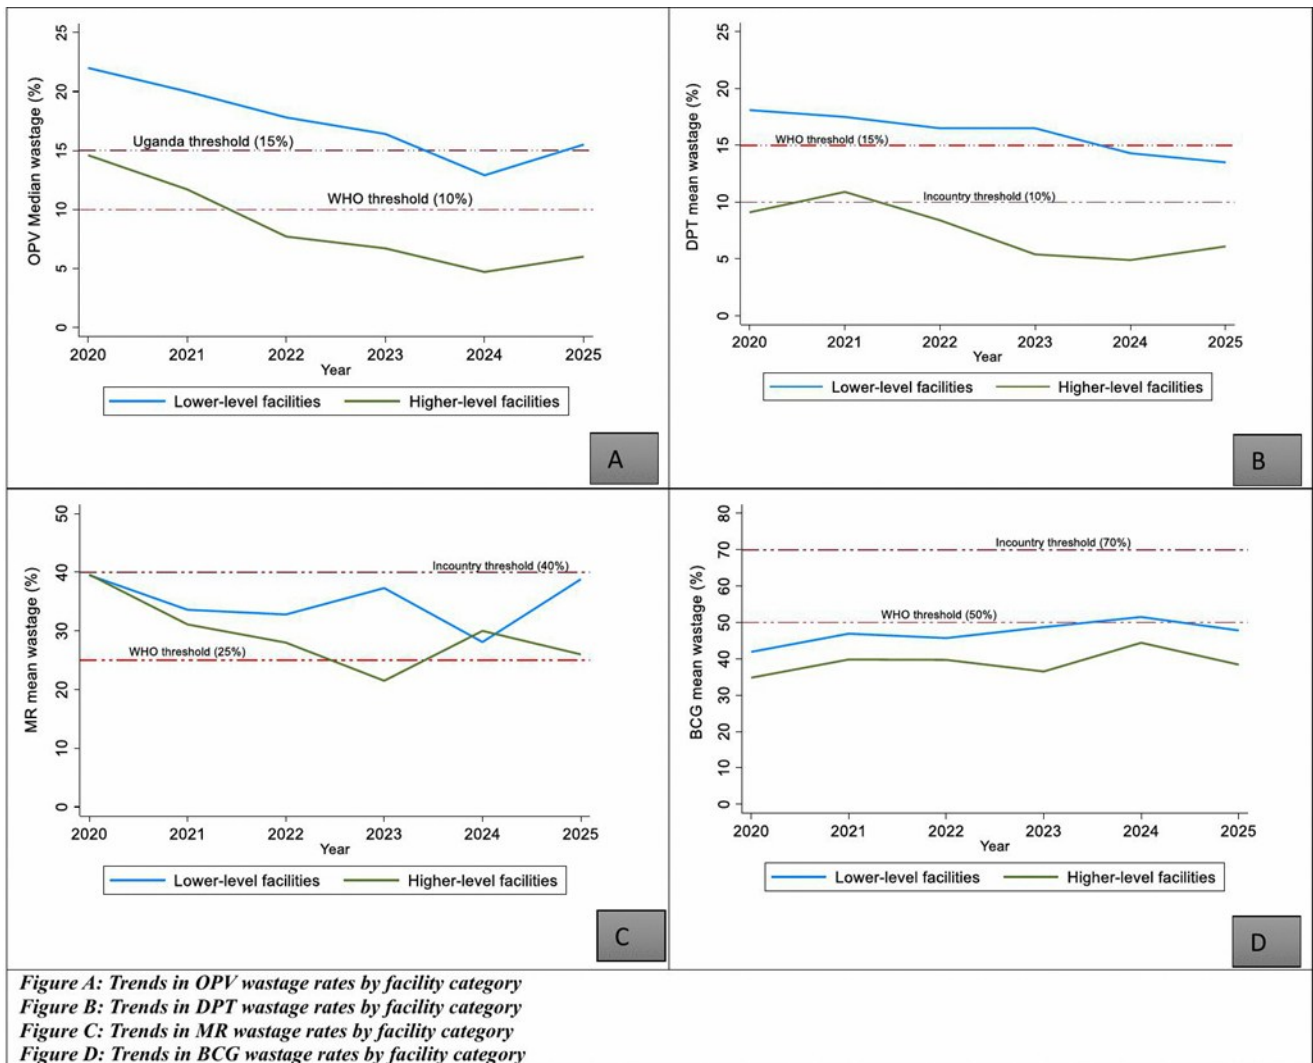 OPV Median wastage (%)
25
20
15
10
5
0
Uganda threshold (15%)
WHO threshold (10%)
2020 2021 2022 2023 2024 2025
Year
Lower-level facilities Higher-level facilities
A
DPT mean wastage (%)
25
20
15
10
5
0
WHO threshold (15%)
Incountry threshold (10%)
2020 2021 2022 2023 2024 2025
Year
Lower-level facilities Higher-level facilities
B
MR mean wastage (%)
50
40
30
20
10
0
Incountry threshold (40%)
WHO threshold (25%)
2020 2021 2022 2023 2024 2025
Year
Lower-level facilities Higher-level facilities
C
BCG mean wastage (%)
80
70
60
50
40
30
20
10
0
Incountry threshold (70%)
WHO threshold (50%)
2020 2021 2022 2023 2024 2025
Year
Lower-level facilities Higher-level facilities
D
Figure A: Trends in OPV wastage rates by facility category
Figure B: Trends in DPT wastage rates by facility category
Figure C: Trends in MR wastage rates by facility category
Figure D: Trends in BCG wastage rates by facility category